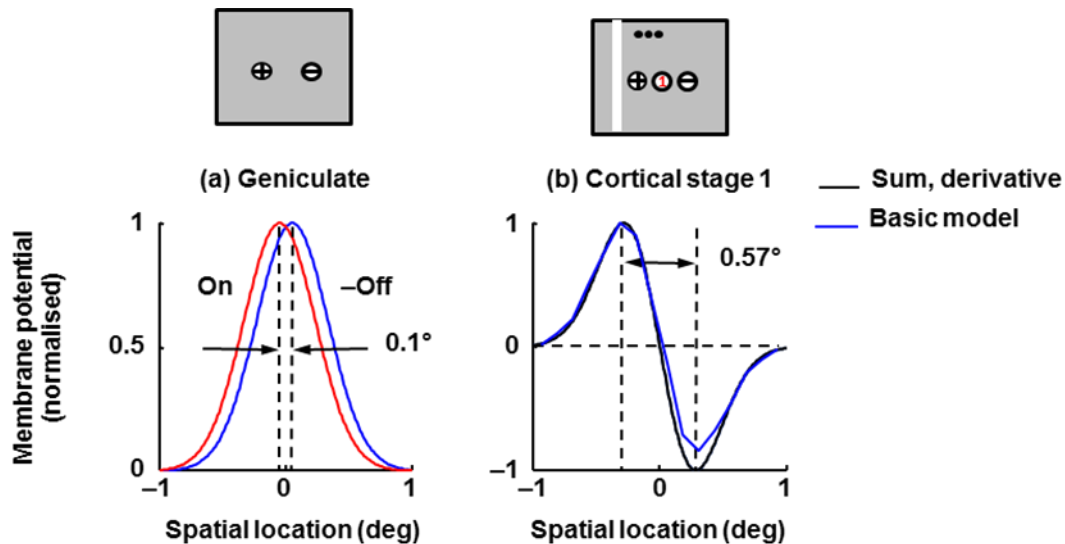 + −
+ 1 −
(a) Geniculate
(b) Cortical stage 1
Sum, derivative
Basic model
Membrane potential
(normalised)
1
0.5
0
On
–Off
0.1°
–1 0 1
Spatial location (deg)
1
0
–1
0.57°
–1 0 1
Spatial location (deg)